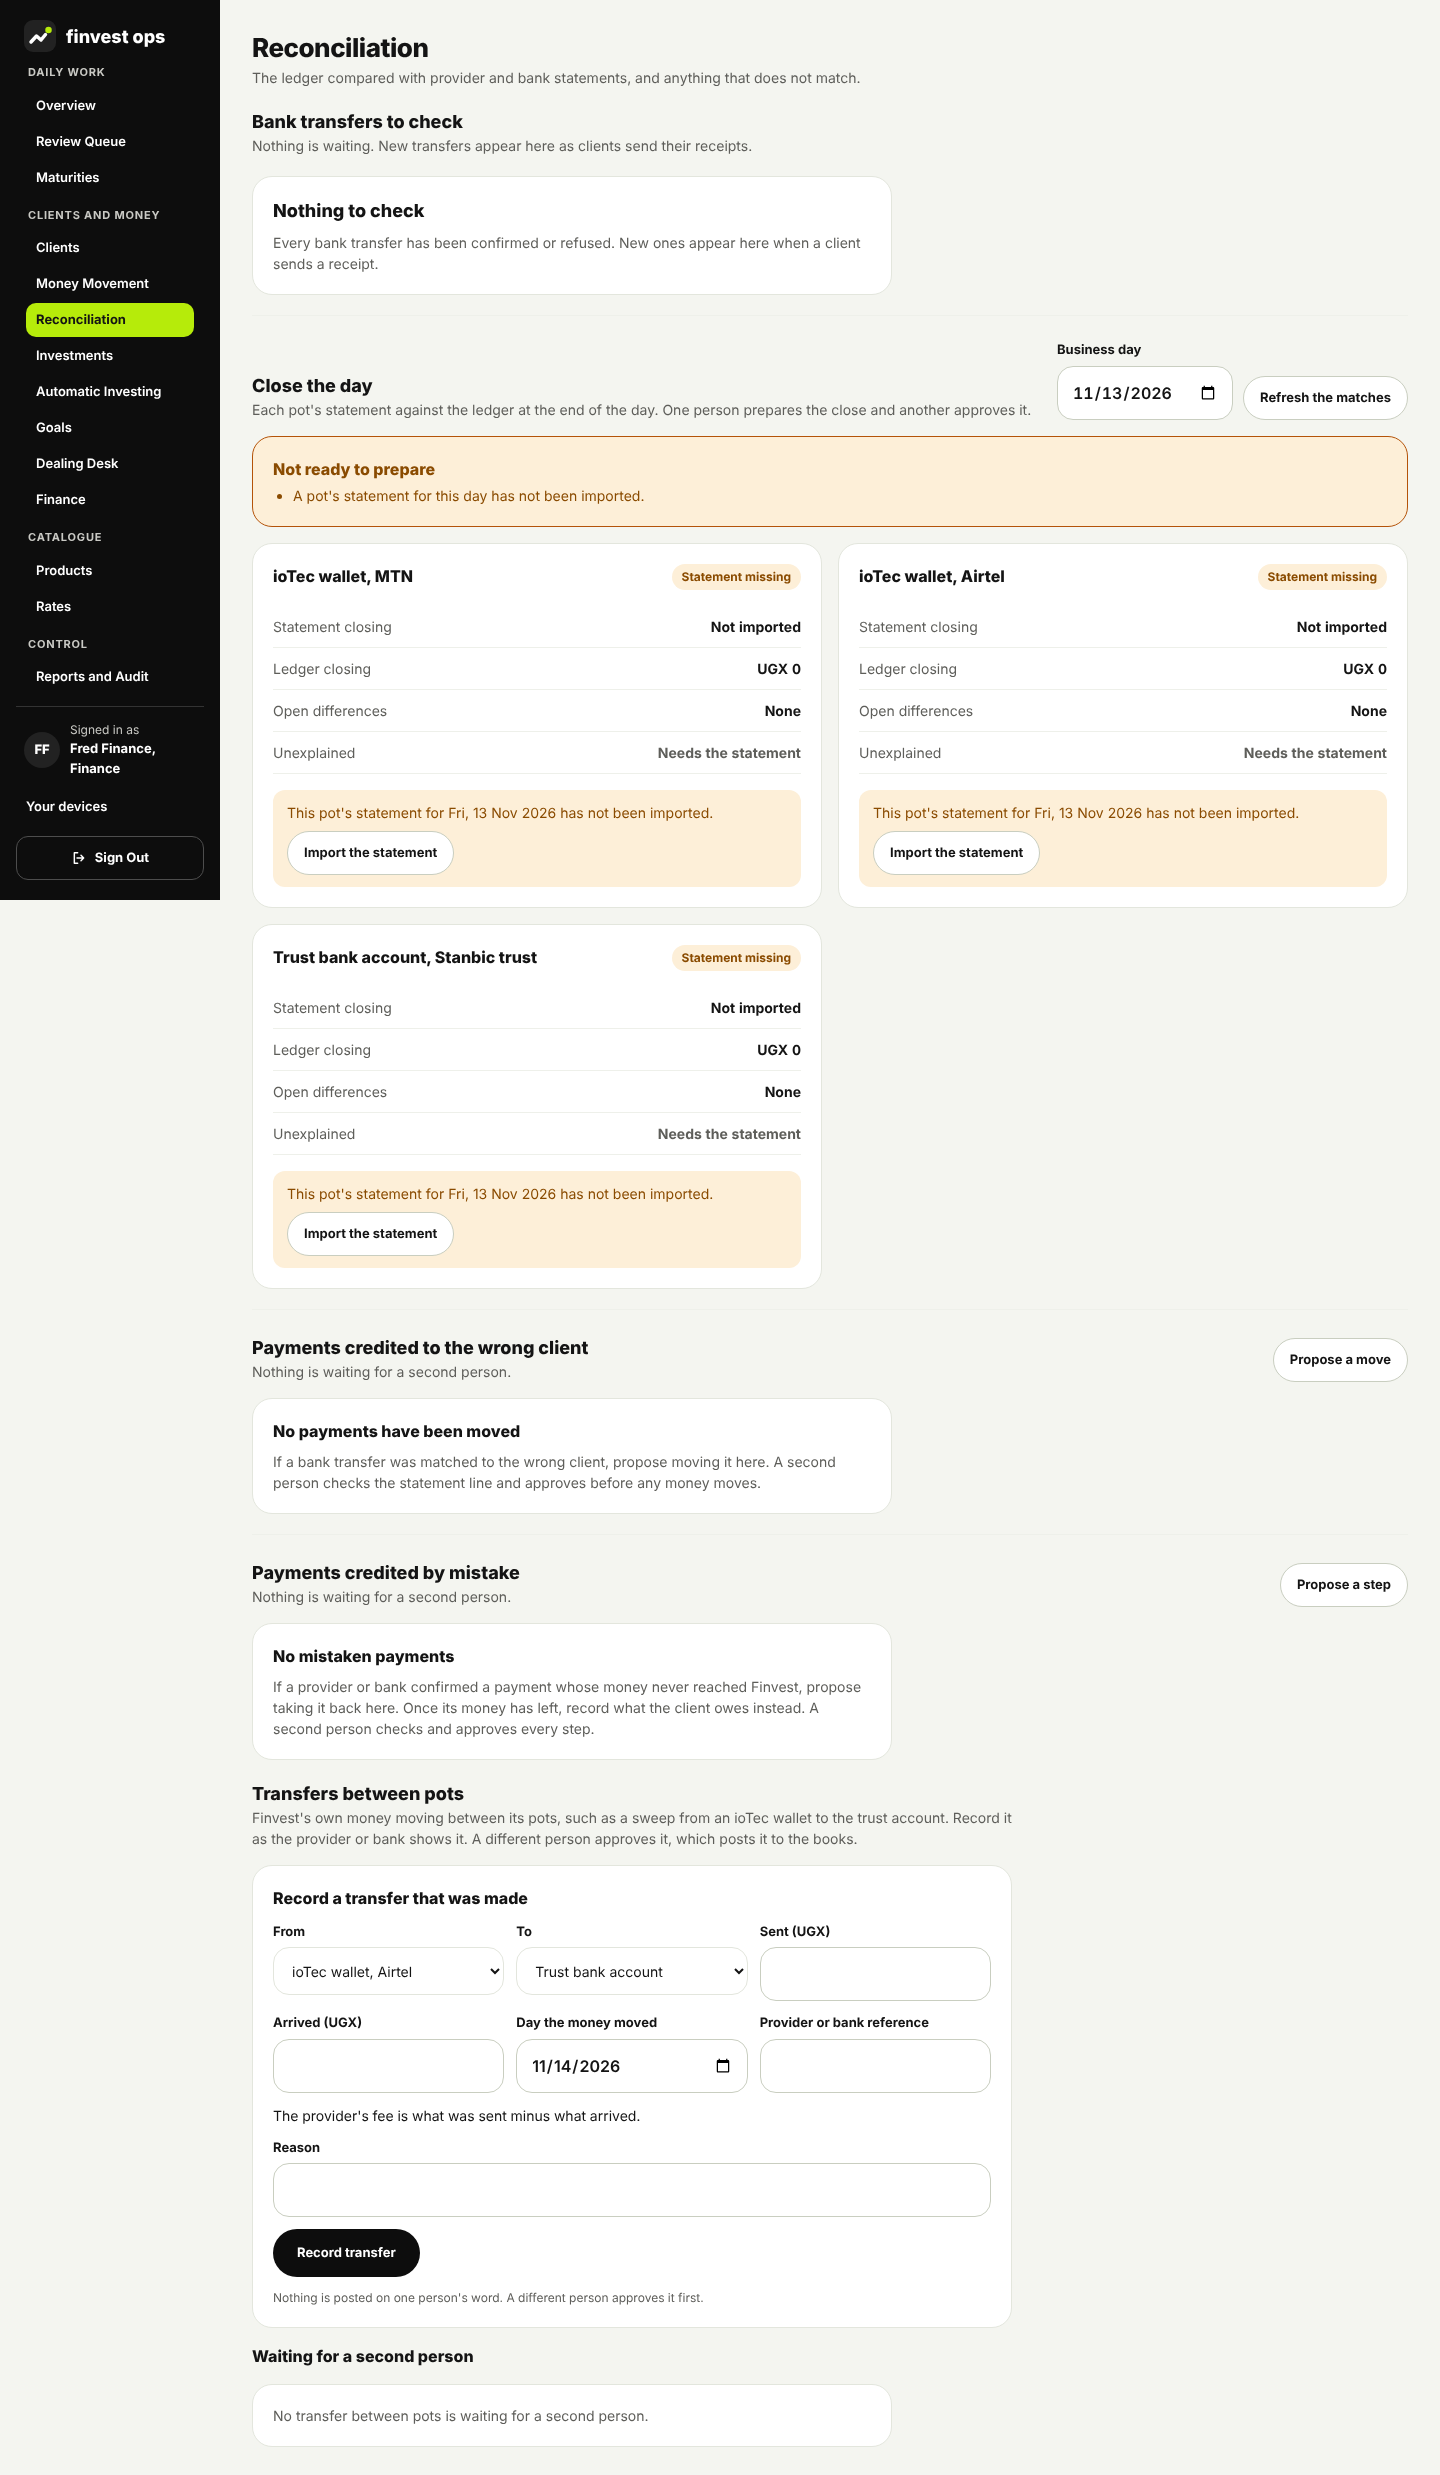 finvest ops
DAILY WORK
Overview
Review Queue
Maturities
CLIENTS AND MONEY
Clients
Money Movement
Reconciliation
Investments
Automatic Investing
Goals
Dealing Desk
Finance
CATALOGUE
Products
Rates
CONTROL
Reports and Audit
FF
Signed in as
Fred Finance,
Finance
Your devices
Sign Out
Reconciliation
The ledger compared with provider and bank statements, and anything that does not match.
Bank transfers to check
Nothing is waiting. New transfers appear here as clients send their receipts.
Nothing to check
Every bank transfer has been confirmed or refused. New ones appear here when a client
sends a receipt.
Close the day
Each pot's statement against the ledger at the end of the day. One person prepares the close and another approves it.
Business day
11/13/2026
Refresh the matches
Not ready to prepare
• A pot's statement for this day has not been imported.
ioTec wallet, MTN
Statement missing
Statement closing
Not imported
Ledger closing
UGX 0
Open differences
None
Unexplained
Needs the statement
This pot's statement for Fri, 13 Nov 2026 has not been imported.
Import the statement
ioTec wallet, Airtel
Statement missing
Statement closing
Not imported
Ledger closing
UGX 0
Open differences
None
Unexplained
Needs the statement
This pot's statement for Fri, 13 Nov 2026 has not been imported.
Import the statement
Trust bank account, Stanbic trust
Statement missing
Statement closing
Not imported
Ledger closing
UGX 0
Open differences
None
Unexplained
Needs the statement
This pot's statement for Fri, 13 Nov 2026 has not been imported.
Import the statement
Payments credited to the wrong client
Nothing is waiting for a second person.
Propose a move
No payments have been moved
If a bank transfer was matched to the wrong client, propose moving it here. A second
person checks the statement line and approves before any money moves.
Payments credited by mistake
Nothing is waiting for a second person.
Propose a step
No mistaken payments
If a provider or bank confirmed a payment whose money never reached Finvest, propose
taking it back here. Once its money has left, record what the client owes instead. A
second person checks and approves every step.
Transfers between pots
Finvest's own money moving between its pots, such as a sweep from an ioTec wallet to the trust account. Record it
as the provider or bank shows it. A different person approves it, which posts it to the books.
Record a transfer that was made
From
To
Sent (UGX)
ioTec wallet, Airtel
Trust bank account
Arrived (UGX)
Day the money moved
Provider or bank reference
11/14/2026
The provider's fee is what was sent minus what arrived.
Reason
Record transfer
Nothing is posted on one person's word. A different person approves it first.
Waiting for a second person
No transfer between pots is waiting for a second person.